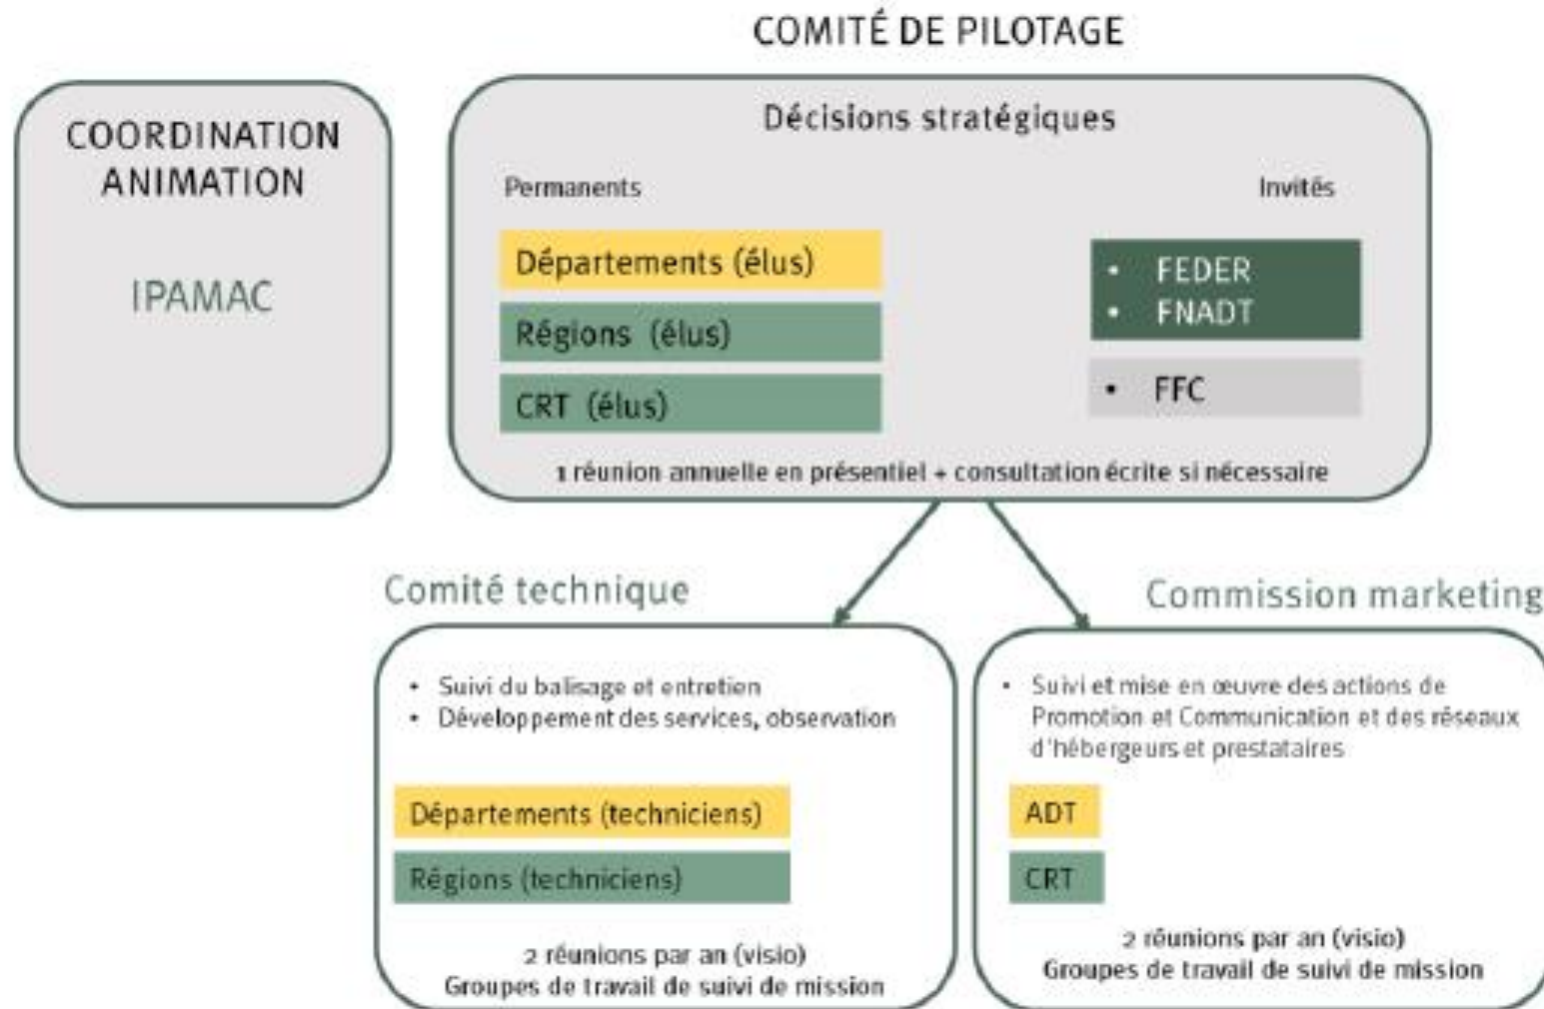 COMITÉ DE PILOTAGE
COORDINATION
ANIMATION
IPAMAC
Décisions stratégiques
Permanents
Invités
Départements (élus)
Régions (élus)
CRT (élus)
• FEDER
• FNADT
• FFC
1 réunion annuelle en présentiel + consultation écrite si nécessaire
Comité technique
• Suivi du balisage et entretien
• Développement des services, observation
Départements (techniciens)
Régions (techniciens)
2 réunions par an (visio)
Groupes de travail de suivi de mission
Commission marketing
• Suivi et mise en œuvre des actions de
Promotion et Communication et des réseaux
d'hébergeurs et prestataires
ADT
CRT
2 réunions par an (visio)
Groupes de travail de suivi de mission